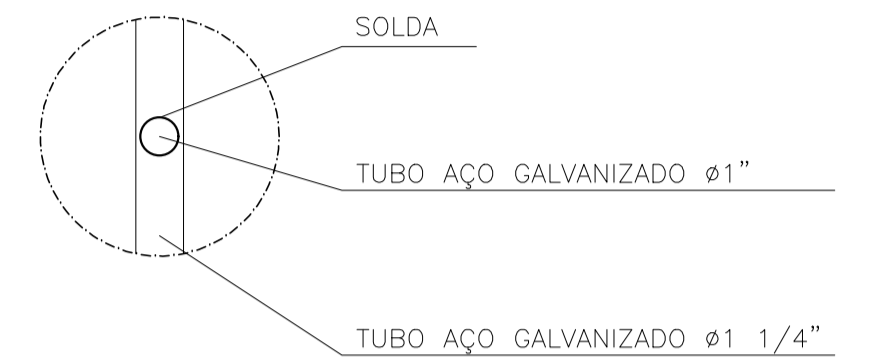 SOLDA
TUBO AÇO GALVANIZADO ø1”
TUBO AÇO GALVANIZADO ø1 1/4”